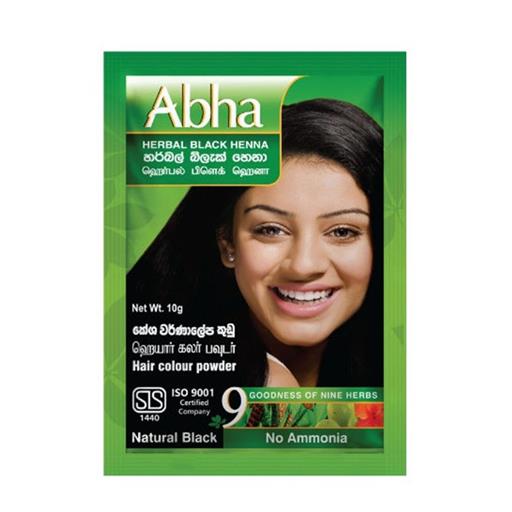 Abha
HERBAL BLACK HENNA
හර්බල් බ්ලැක් හෙනා
ஹெர்பல் பிளெக் ஹெனா
Net Wt. 10g
කේශ වර්ණාලේප කුඩු
ஹெயார் கலர் பவுடர்
Hair colour powder
SLS
1440
ISO 9001
Certified
Company
9
GOODNESS OF NINE HERBS
Natural Black
No Ammonia